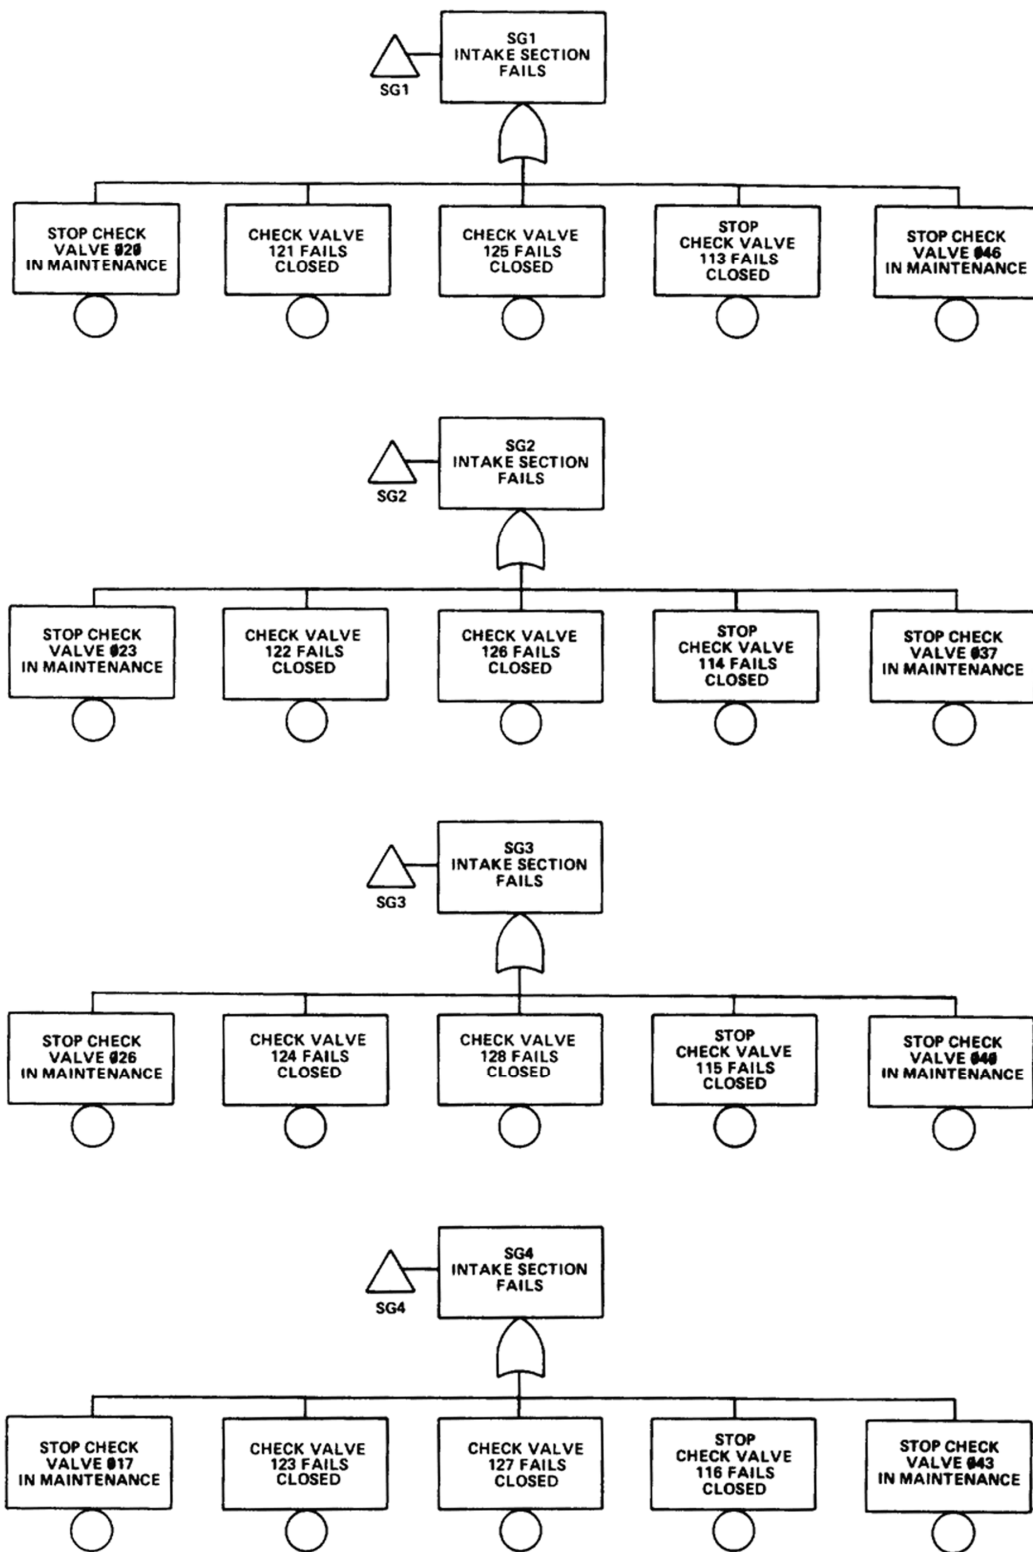 SG1
INTAKE SECTION
FAILS
SG1
STOP CHECK
VALVE 020
IN MAINTENANCE
CHECK VALVE
121 FAILS
CLOSED
CHECK VALVE
125 FAILS
CLOSED
STOP
CHECK VALVE
113 FAILS
CLOSED
STOP CHECK
VALVE 046
IN MAINTENANCE
SG2
INTAKE SECTION
FAILS
SG2
STOP CHECK
VALVE 023
IN MAINTENANCE
CHECK VALVE
122 FAILS
CLOSED
CHECK VALVE
126 FAILS
CLOSED
STOP
CHECK VALVE
114 FAILS
CLOSED
STOP CHECK
VALVE 037
IN MAINTENANCE
SG3
INTAKE SECTION
FAILS
SG3
STOP CHECK
VALVE 026
IN MAINTENANCE
CHECK VALVE
124 FAILS
CLOSED
CHECK VALVE
128 FAILS
CLOSED
STOP
CHECK VALVE
115 FAILS
CLOSED
STOP CHECK
VALVE 040
IN MAINTENANCE
SG4
INTAKE SECTION
FAILS
SG4
STOP CHECK
VALVE 017
IN MAINTENANCE
CHECK VALVE
123 FAILS
CLOSED
CHECK VALVE
127 FAILS
CLOSED
STOP
CHECK VALVE
116 FAILS
CLOSED
STOP CHECK
VALVE 043
IN MAINTENANCE